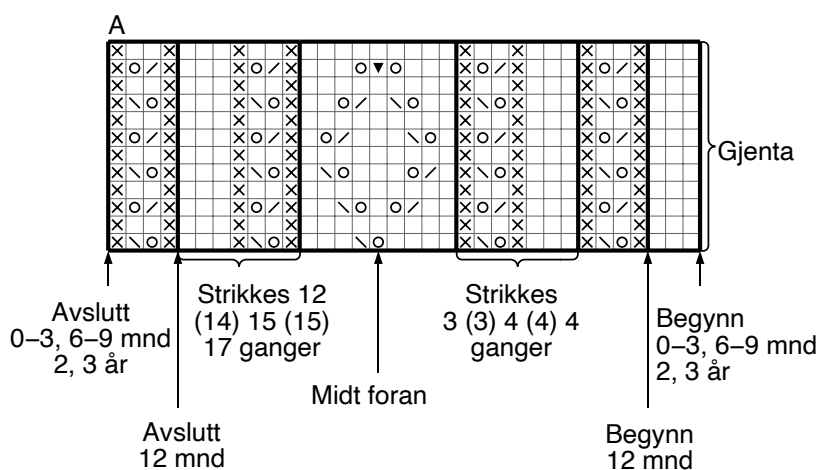 A
Gjenta
Avslutt
0–3, 6–9 mnd
2, 3 år
Strikkes 12
(14) 15 (15)
17 ganger
Strikkes
3 (3) 4 (4) 4
ganger
Begynn
0–3, 6–9 mnd
2, 3 år
Midt foran
Avslutt
12 mnd
Begynn
12 mnd